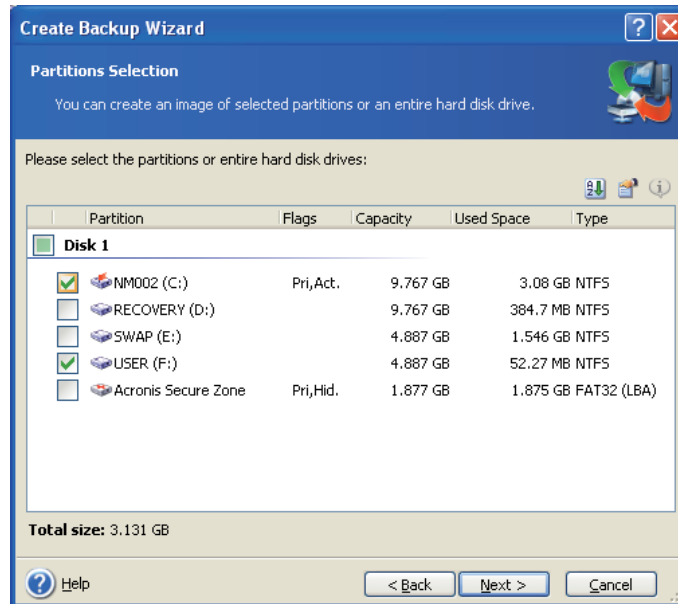 Create Backup Wizard
Partitions Selection
You can create an image of selected partitions or an entire hard disk drive.
Please select the partitions or entire hard disk drives:
Partition Flags Capacity Used Space Type
Disk 1
NM002 (C:) Pri,Act. 9.767 GB 3.08 GB NTFS
RECOVERY (D:) 9.767 GB 384.7 MB NTFS
SWAP (E:) 4.887 GB 1.546 GB NTFS
USER (F:) 4.887 GB 52.27 MB NTFS
Acronis Secure Zone Pri,Hid. 1.877 GB 1.875 GB FAT32 (LBA)
Total size: 3.131 GB
Help < Back Next > Cancel